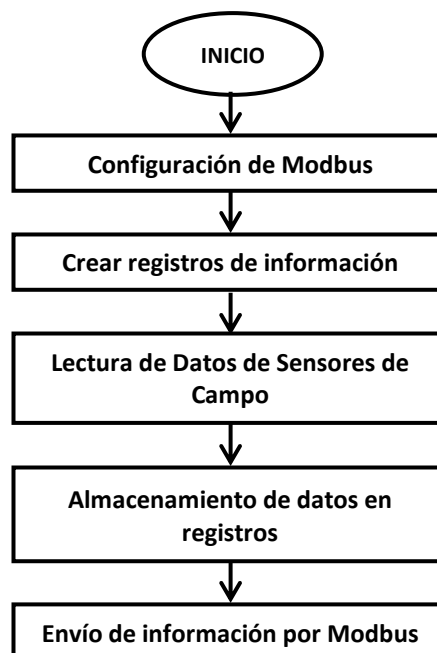 INICIO
Configuración de Modbus
Crear registros de información
Lectura de Datos de Sensores de
Campo
Almacenamiento de datos en
registros
Envío de información por Modbus